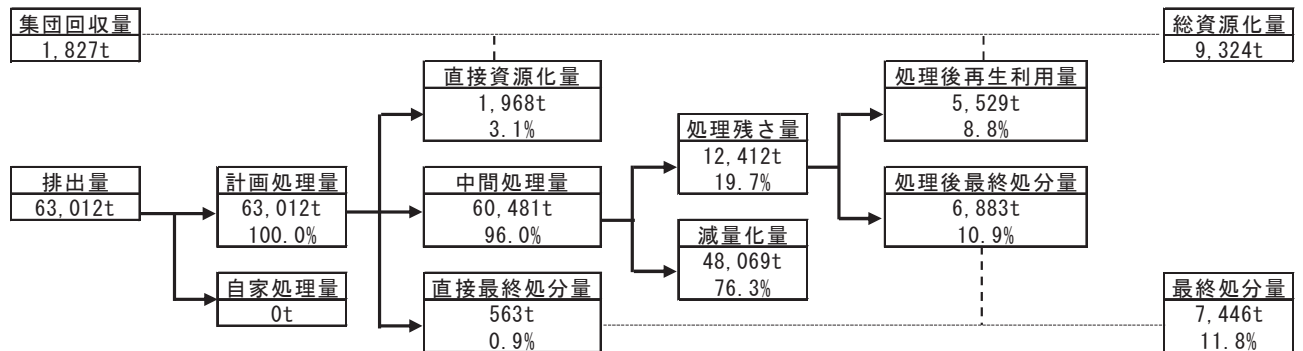 集団回収量
1,827t
総資源化量
9,324t
直接資源化量
1,968t
3.1%
処理後再生利用量
5,529t
8.8%
処理残さ量
12,412t
19.7%
排出量
63,012t
計画処理量
63,012t
100.0%
中間処理量
60,481t
96.0%
処理後最終処分量
6,883t
10.9%
減量化量
48,069t
76.3%
自家処理量
0t
直接最終処分量
563t
0.9%
最終処分量
7,446t
11.8%